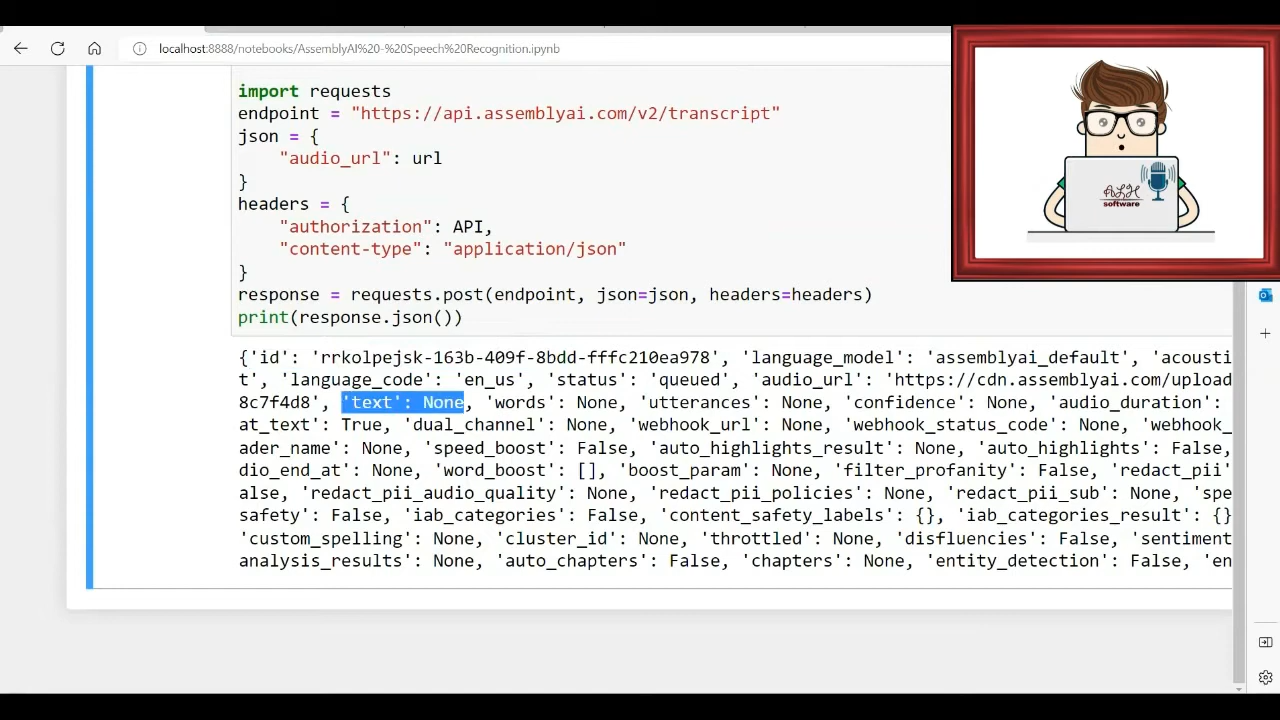 localhost:8888/notebooks/AssemblyAI%20-%20Speech%20Recognition.ipynb
import requests
endpoint = "https://api.assemblyai.com/v2/transcript"
json = {
"audio_url": url
}
headers = {
"authorization": API,
"content-type": "application/json"
}
response = requests.post(endpoint, json=json, headers=headers)
print(response.json())
{'id': 'rrkolpejsk-163b-409f-8bdd-fffc210ea978', 'language_model': 'assemblyai_default', 'acousti
t', 'language_code': 'en_us', 'status': 'queued', 'audio_url': 'https://cdn.assemblyai.com/upload
8c7f4d8', 'text': None, 'words': None, 'utterances': None, 'confidence': None, 'audio_duration':
at_text': True, 'dual_channel': None, 'webhook_url': None, 'webhook_status_code': None, 'webhook_
ader_name': None, 'speed_boost': False, 'auto_highlights_result': None, 'auto_highlights': False,
dio_end_at': None, 'word_boost': [], 'boost_param': None, 'filter_profanity': False, 'redact_pii'
alse, 'redact_pii_audio_quality': None, 'redact_pii_policies': None, 'redact_pii_sub': None, 'spe
safety': False, 'iab_categories': False, 'content_safety_labels': {}, 'iab_categories_result': {}
'custom_spelling': None, 'cluster_id': None, 'throttled': None, 'disfluencies': False, 'sentiment
analysis_results': None, 'auto_chapters': False, 'chapters': None, 'entity_detection': False, 'en
software